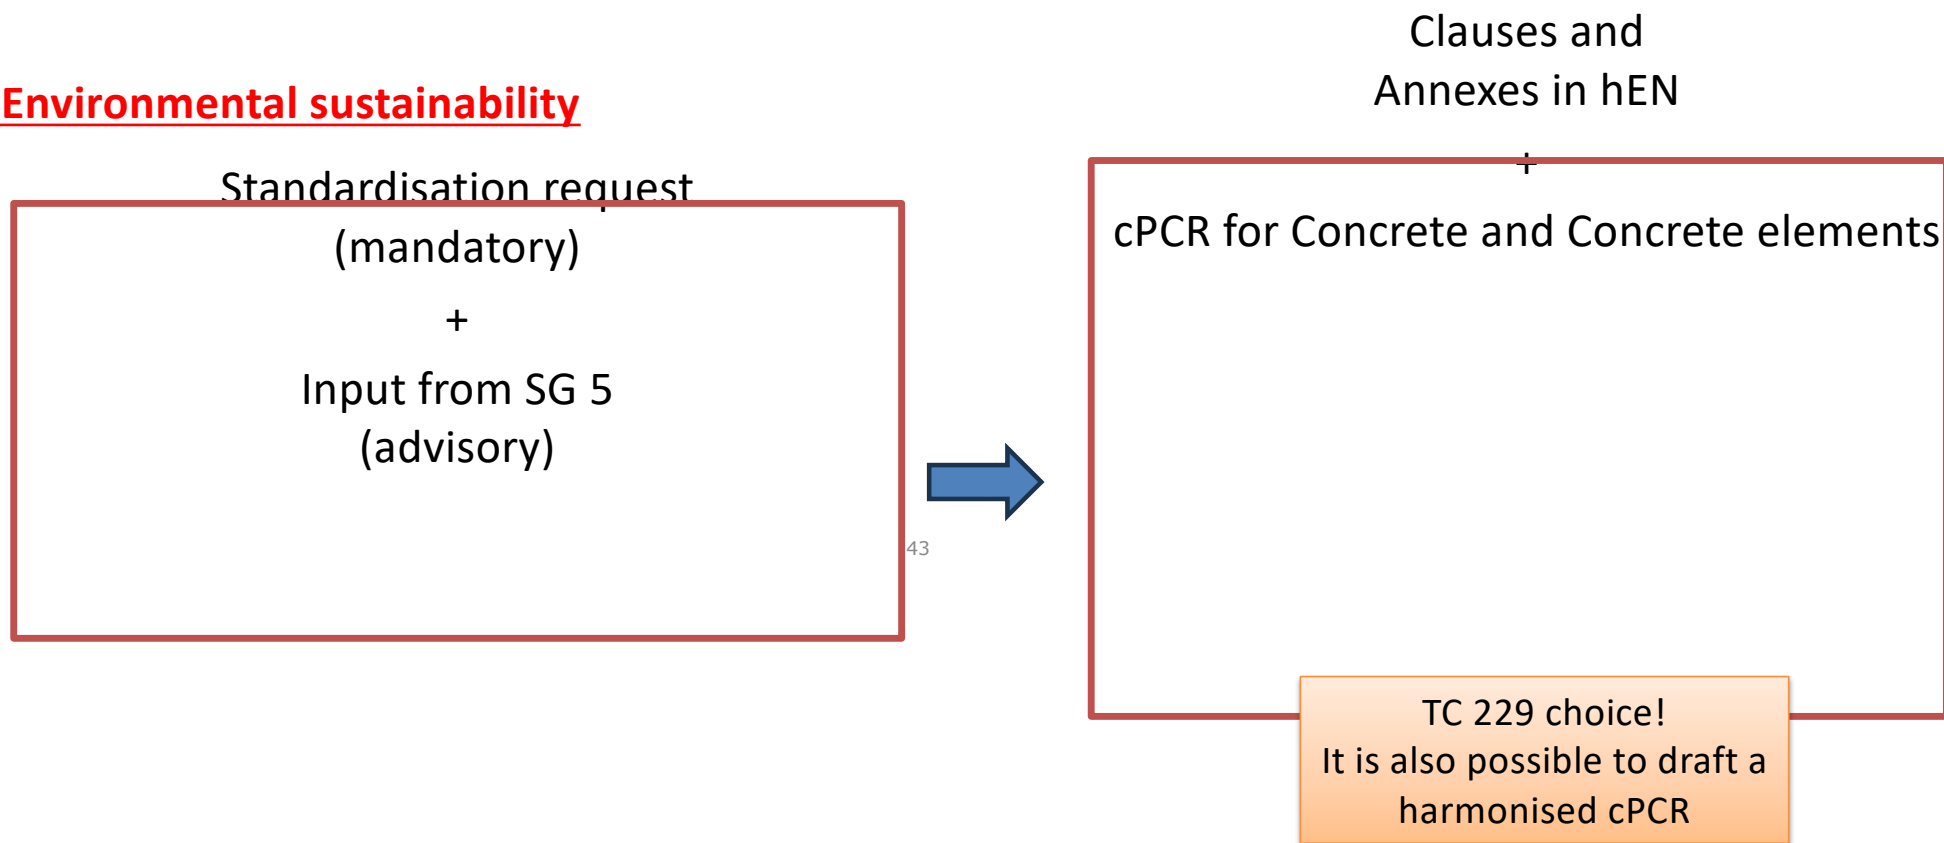 Environmental sustainability
Standardisation request
(mandatory)
+
Input from SG 5
(advisory)
43
Clauses and
Annexes in hEN
+
cPCR for Concrete and Concrete elements
TC 229 choice!
It is also possible to draft a
harmonised cPCR